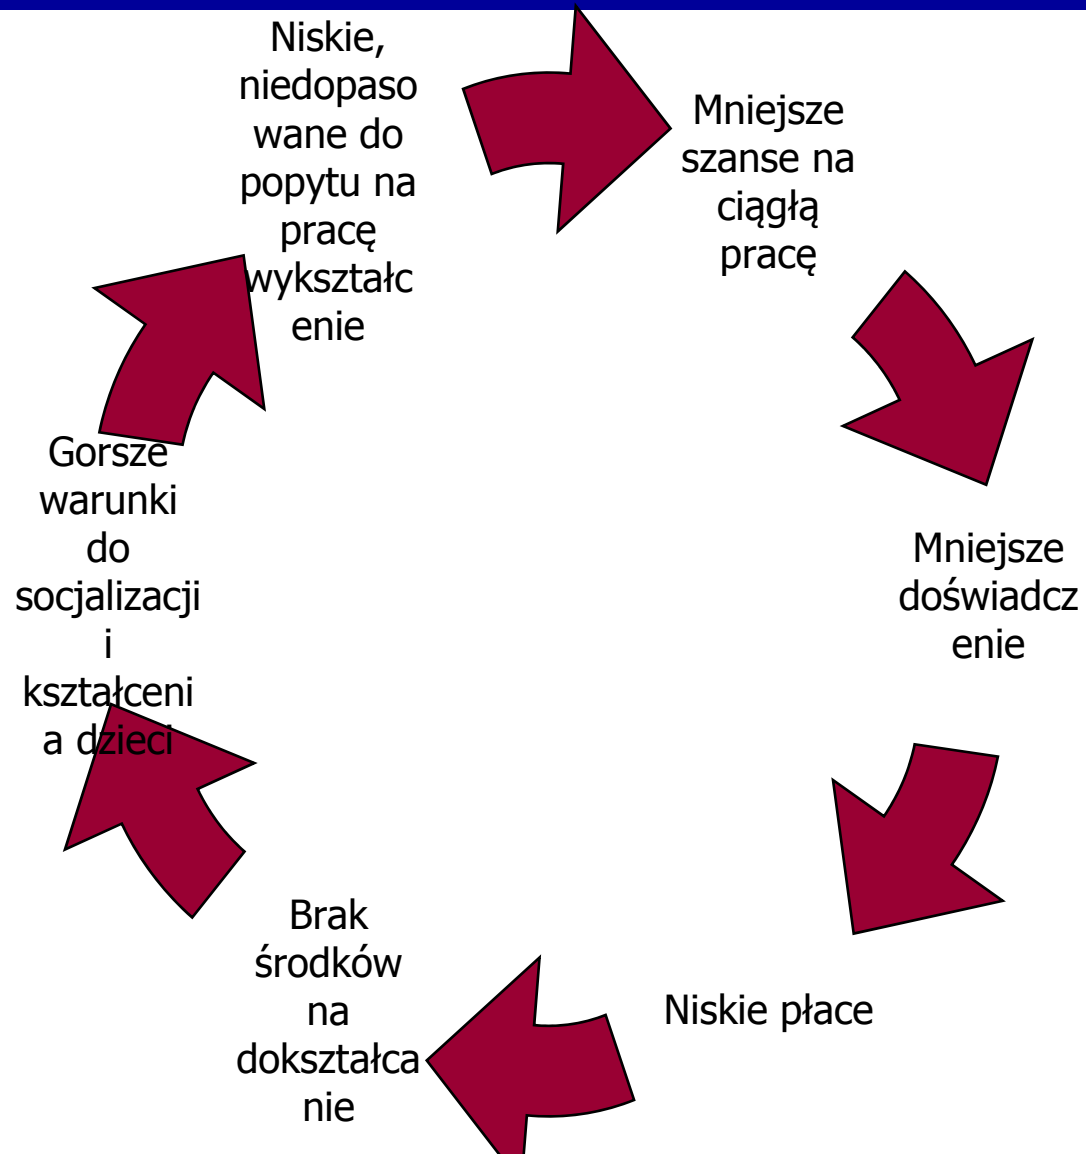 Niskie,
niedopaso
wane do
popytu na
pracę
wykształc
enie
Mniejsze
szanse na
ciągłą
pracę
Mniejsze
doświadcz
enie
Niskie płace
Brak
środków
na
dokształca
nie
Gorsze
warunki
do
socjalizacji
i
kształceni
a dzieci